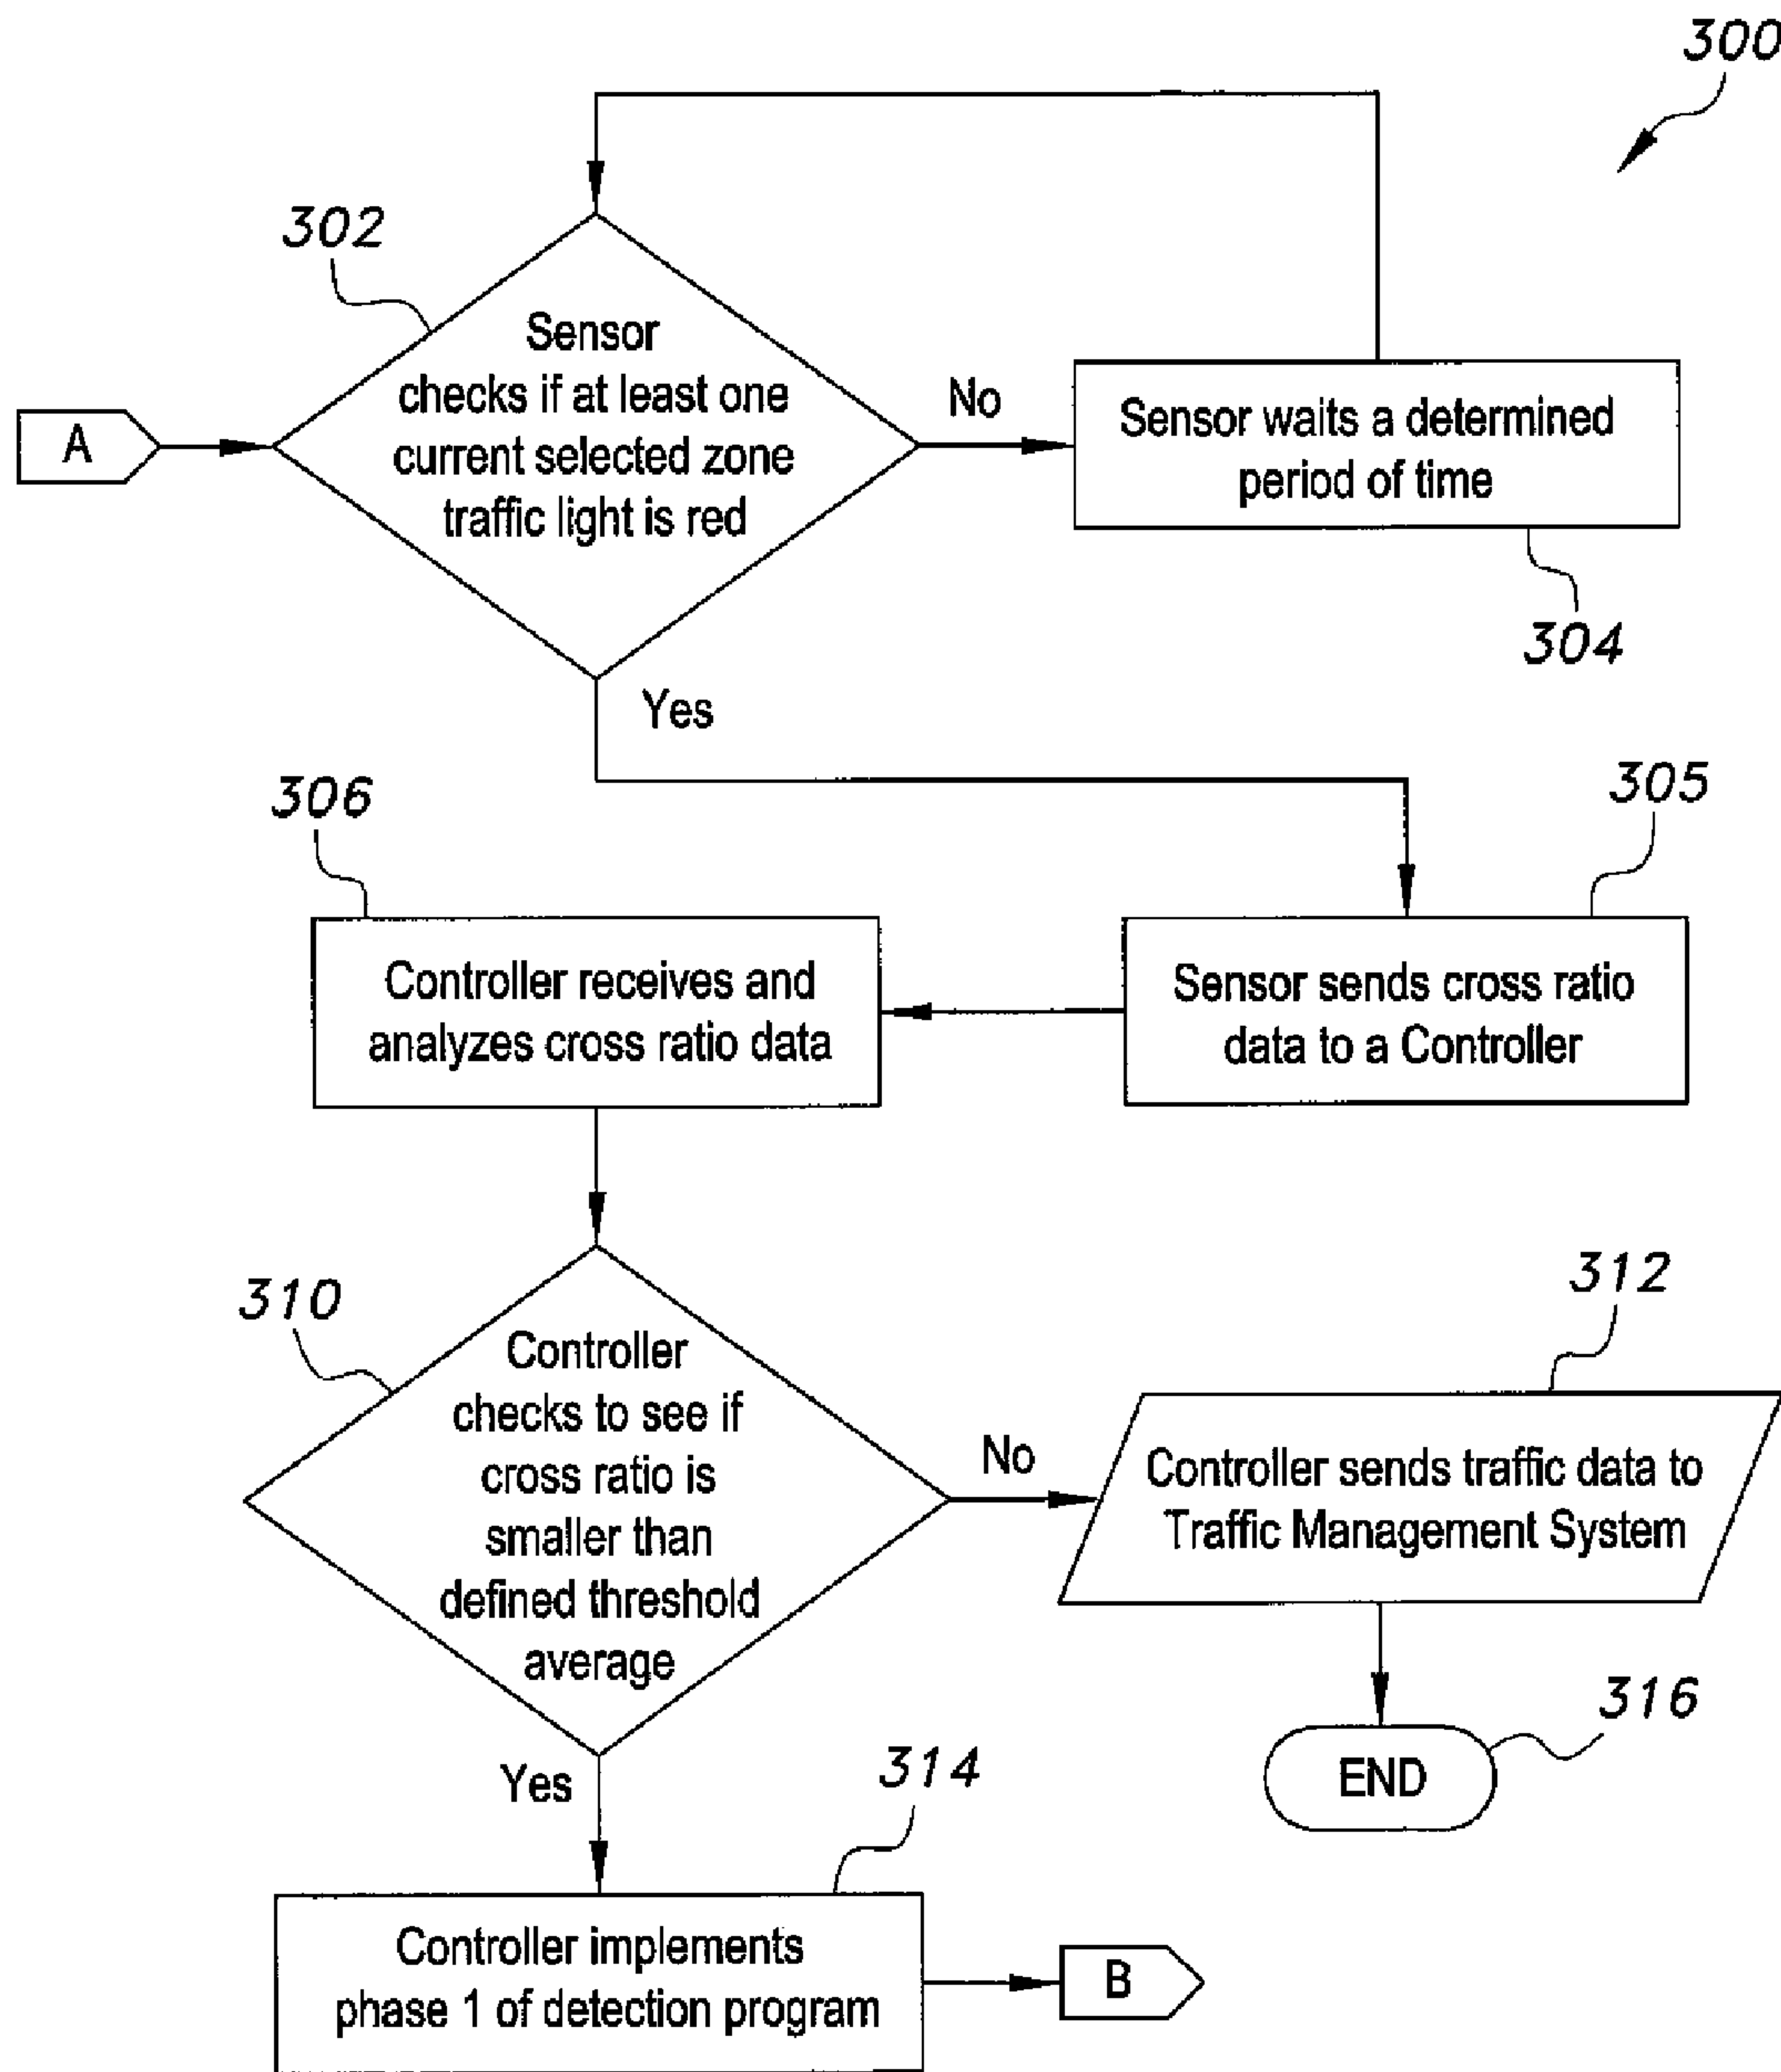 300
302
Sensor
checks if at least one
current selected zone
traffic light is red
A
No
Sensor waits a determined
period of time
304
Yes
305
306
Sensor sends cross ratio
data to a Controller
Controller receives and
analyzes cross ratio data
310
Controller
checks to see if
cross ratio is
smaller than
defined threshold
average
No
312
Controller sends traffic data to
Traffic Management System
316
END
Yes
314
Controller implements
phase 1 of detection program
B